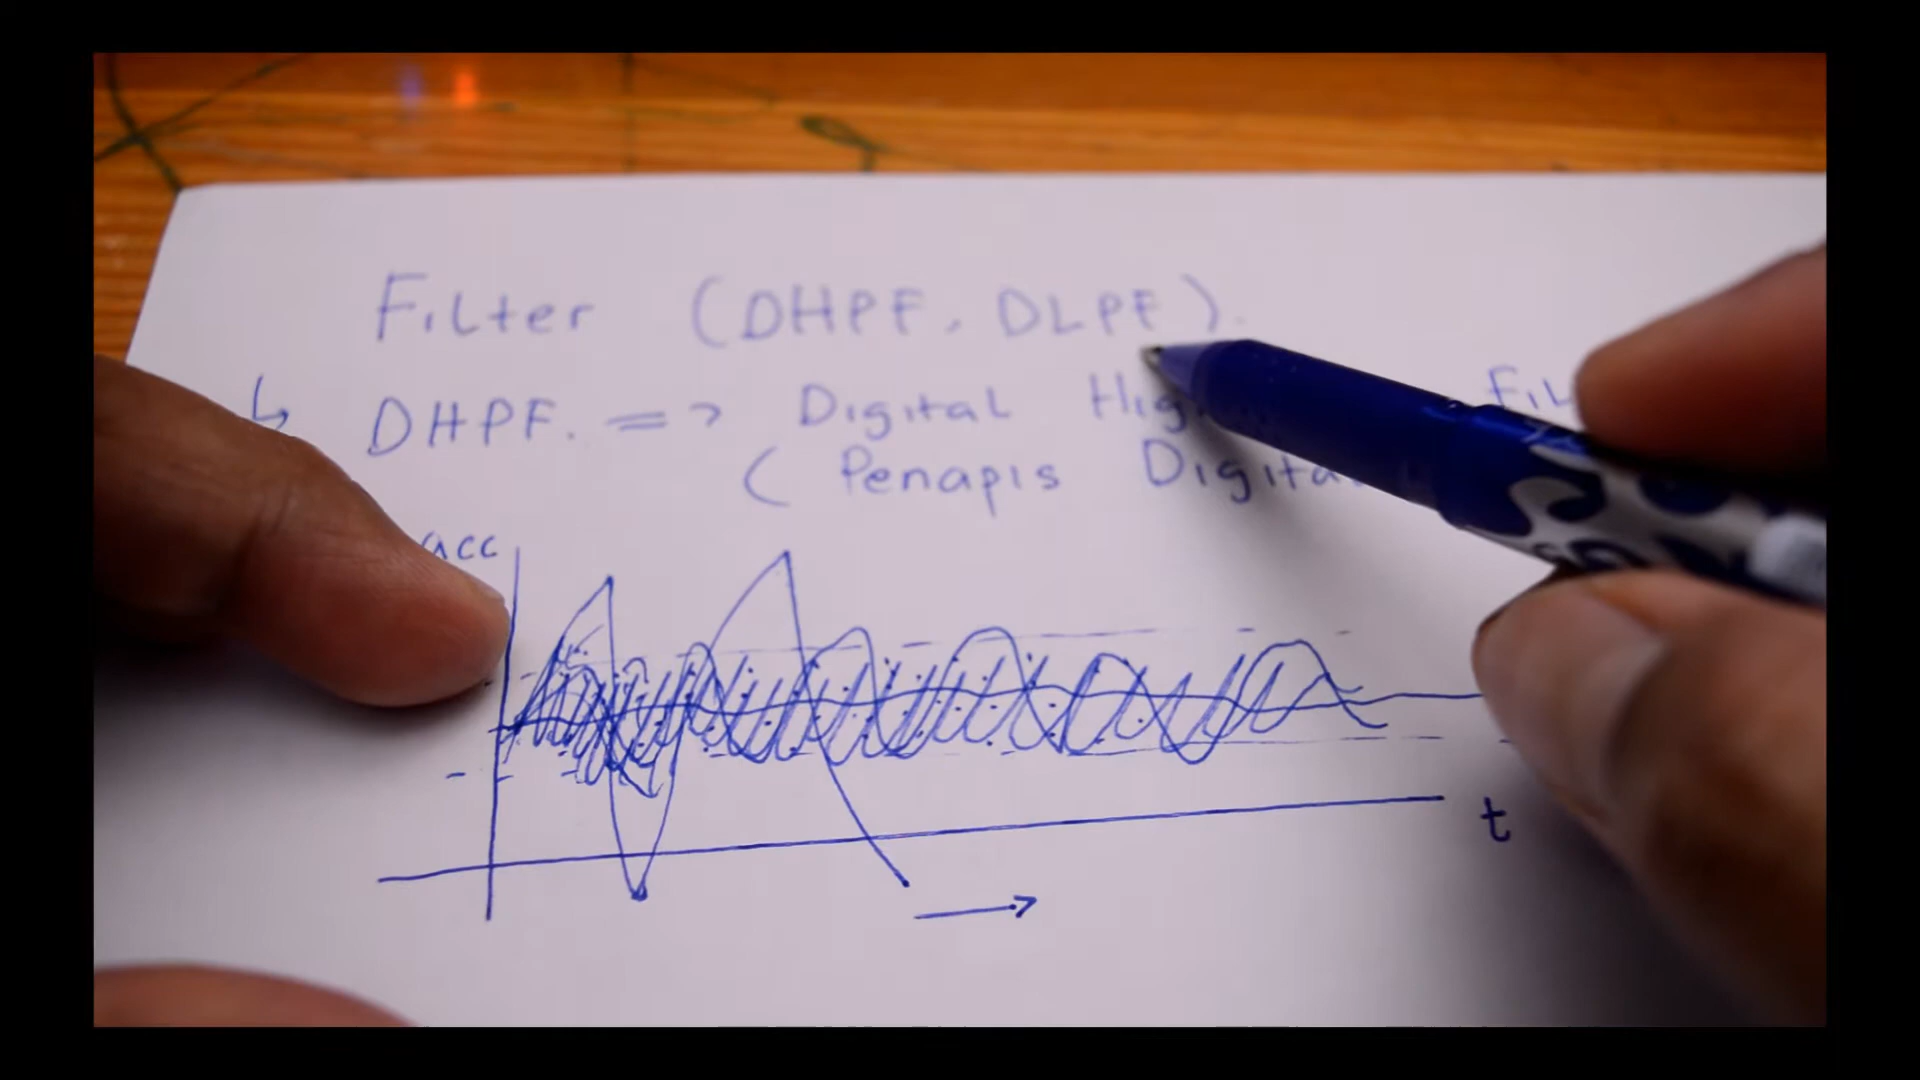 Filter (DHPF, DLPF).
DHPF. => Digital
( Penapis
acc
t